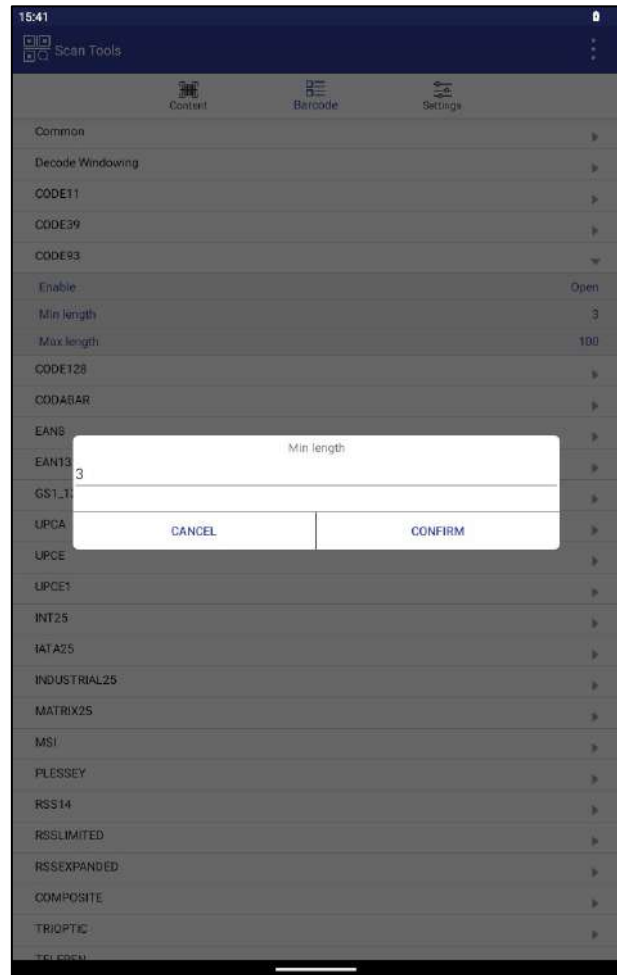 15:41
Scan Tools
Content Barcode Settings
Common
Decode Windowing
CODE11
CODE39
CODE93
Enable Open
Min length 3
Max length 100
CODE128
CODABAR
EAN8
Min length
EAN13
3
GS1_1
UPCA
CANCEL CONFIRM
UPCE
UPCE1
INT25
IATA25
INDUSTRIAL25
MATRIX25
MSI
PLESSEY
RSS14
RSSLIMITED
RSSEXPANDED
COMPOSITE
TRIOPTIC